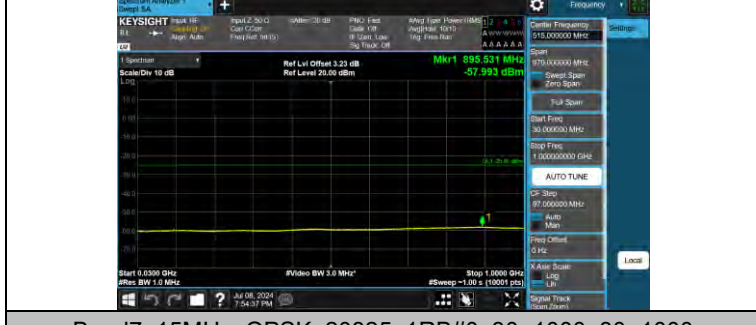 Spectrum Analyzer 1
Swept SA
Frequency
KEYSIGHT Input: RF
Align: Auto
Input Z: 50 Ω
Corr CCorr
Freq Ref: Int (S)
#Atten: 30 dB
PNO: Fast
Gate: Off
IF Gain: Low
Sig Track: Off
#Avg Type: Power (RMS
Avg|Hold: 10/10
Trig: Free Run
Center Frequency
515.000000 MHz
Settings
Span
970.000000 MHz
Swept Span
Zero Span
Full Span
Start Freq
30.000000 MHz
Stop Freq
1.000000000 GHz
AUTO TUNE
CF Step
97.000000 MHz
Auto
Man
Freq Offset
0 Hz
X Axis Scale
Log
Lin
Signal Track
(Span Zoom)
Local
1 Spectrum
Scale/Div 10 dB
Log
Ref Lvl Offset 3.23 dB
Ref Level 20.00 dBm
Mkr1 895.531 MHz
-57.993 dBm
1
Start 0.0300 GHz
#Res BW 1.0 MHz
#Video BW 3.0 MHz*
Stop 1.0000 GHz
#Sweep ~1.00 s (10001 pts)
Jul 08, 2024
7:54:37 PM